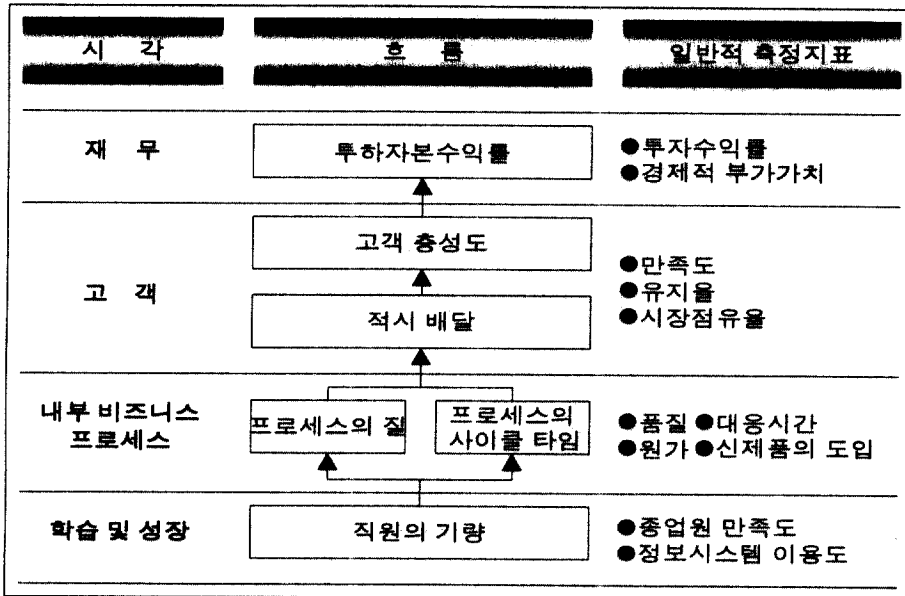 시 각
흐 름
일반적 측정지표
재 무
투하자본수익률
●투자수익률
●경제적 부가가치
고 객
고객 충성도
적시 배달
●만족도
●유지율
●시장점유율
내부 비즈니스
프로세스
프로세스의 질
프로세스의
사이클 타임
●품질 ●대응시간
●원가 ●신제품의 도입
학습 및 성장
직원의 기량
●종업원 만족도
●정보시스템 이용도